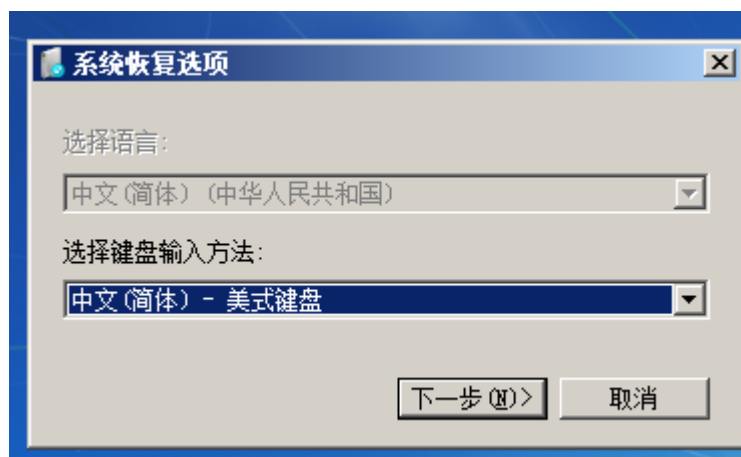 系统恢复选项
选择语言:
中文(简体) (中华人民共和国)
选择键盘输入方法:
中文(简体) - 美式键盘
下一步(N)> 取消